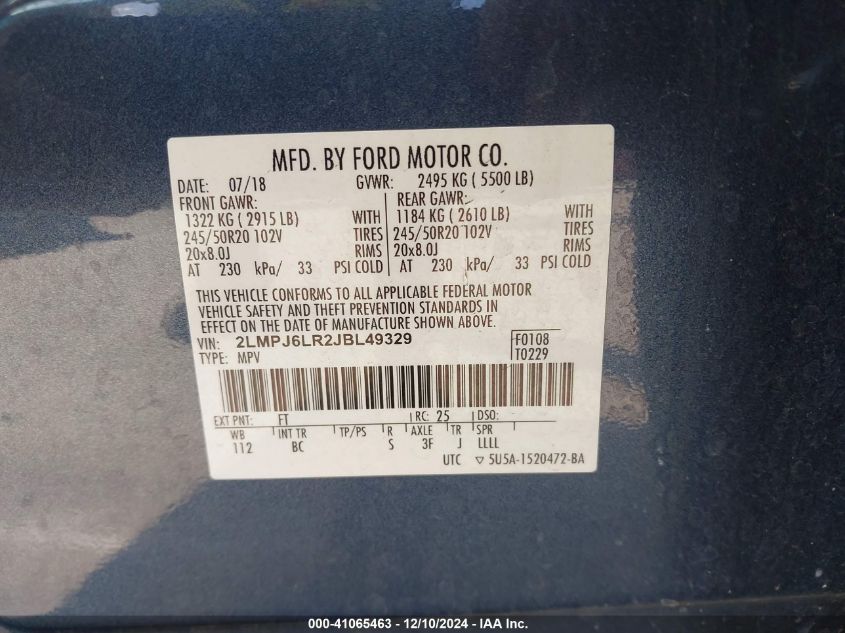 MFD. BY FORD MOTOR CO.
DATE: 07/18 GVWR: 2495 KG ( 5500 LB)
FRONT GAWR: REAR GAWR:
1322 KG ( 2915 LB) WITH 1184 KG ( 2610 LB) WITH
245/50R20 102V TIRES 245/50R20 102V TIRES
20x8.0J RIMS 20x8.0J RIMS
AT 230 kPa/ 33 PSI COLD AT 230 kPa/ 33 PSI COLD
THIS VEHICLE CONFORMS TO ALL APPLICABLE FEDERAL MOTOR
VEHICLE SAFETY AND THEFT PREVENTION STANDARDS IN
EFFECT ON THE DATE OF MANUFACTURE SHOWN ABOVE.
VIN: 2LMPJ6LR2JBL49329 F0108
TYPE: MPV T0229
EXT PNT: FT RC: 25 DSO:
WB INT TR TP/PS R AXLE TR SPR
112 BC S 3F J LLLL
UTC ▽ 5U5A-1520472-BA
000-41065463 - 12/10/2024 - IAA Inc.